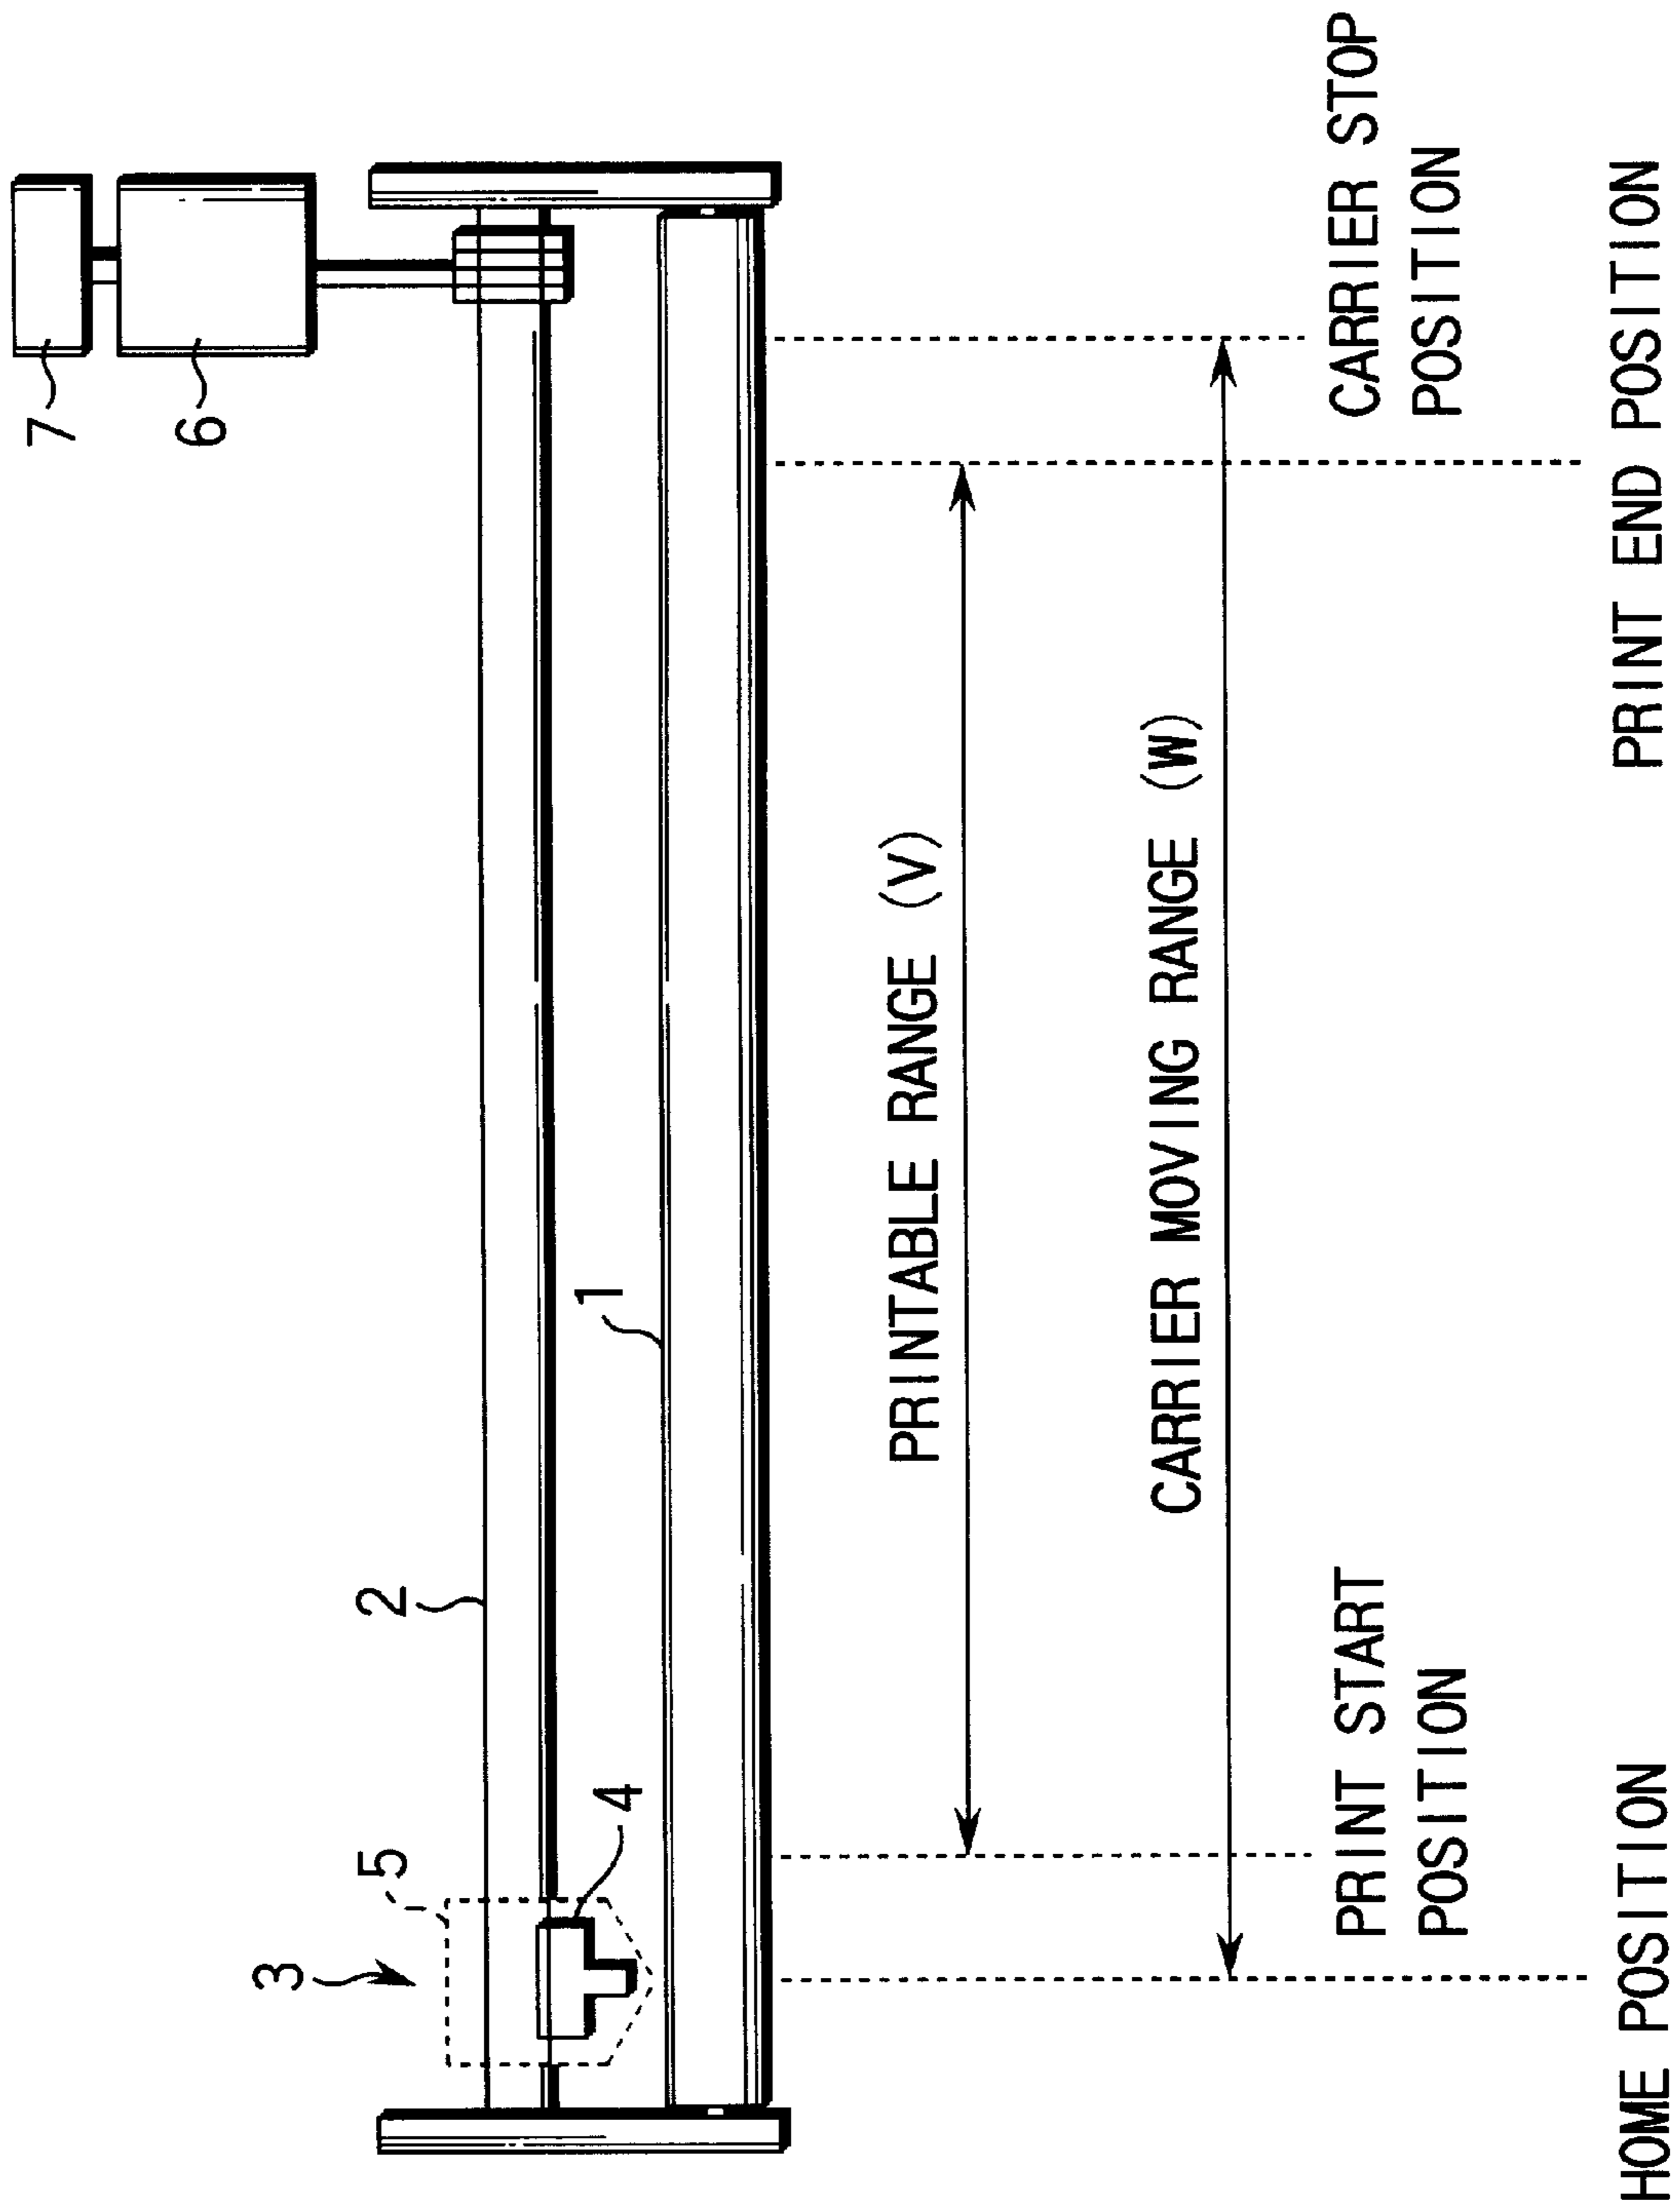 7
6
2
5
3
4
1
PRINTABLE RANGE (V)
CARRIER MOVING RANGE (W)
PRINT START
POSITION
CARRIER STOP
POSITION
HOME POSITION
PRINT END POSITION